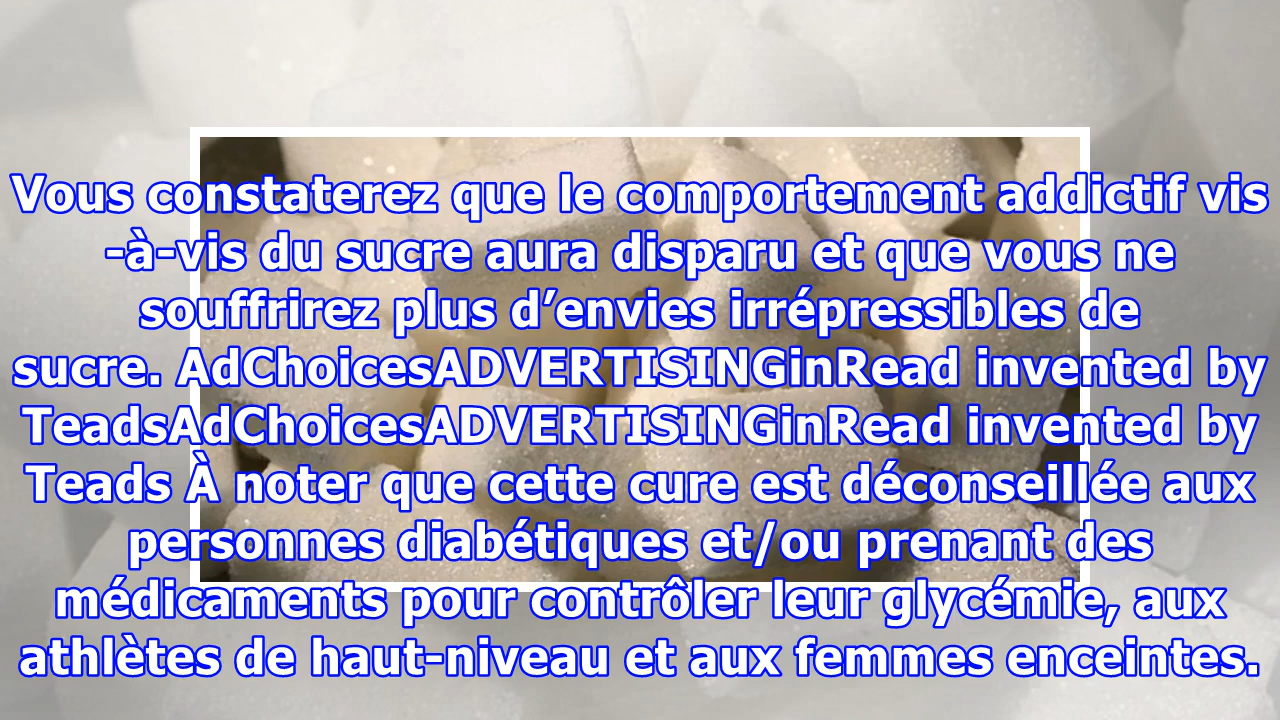 Vous constaterez que le comportement addictif vis
-à-vis du sucre aura disparu et que vous ne
souffrirez plus d’envies irrépressibles de
sucre. AdChoicesADVERTISINGinRead invented by
TeadsAdChoicesADVERTISINGinRead invented by
Teads À noter que cette cure est déconseillée aux
personnes diabétiques et/ou prenant des
médicaments pour contrôler leur glycémie, aux
athlètes de haut-niveau et aux femmes enceintes.